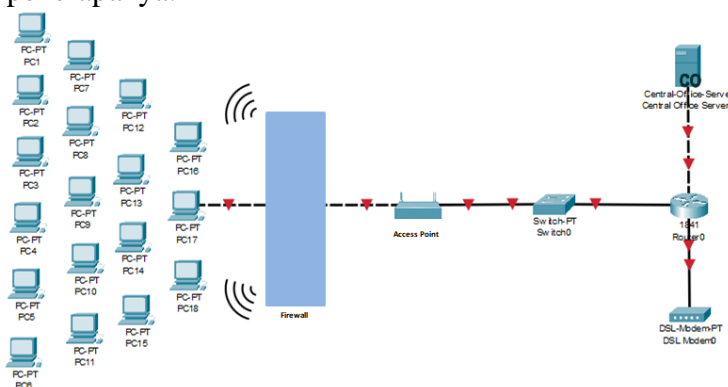 PC-PT
PC1
PC-PT
PC7
PC-PT
PC2
PC-PT
PC12
PC-PT
PC8
PC-PT
PC16
PC-PT
PC3
PC-PT
PC13
PC-PT
PC9
PC-PT
PC17
PC-PT
PC4
PC-PT
PC14
PC-PT
PC10
PC-PT
PC18
PC-PT
PC5
PC-PT
PC15
PC-PT
PC11
PC-PT
Firewall
Access Point
Switch-PT
Switch0
CO
Central-Office-Server
Central Office Server
1841
Router0
DSL-Modem-PT
DSL Modem0